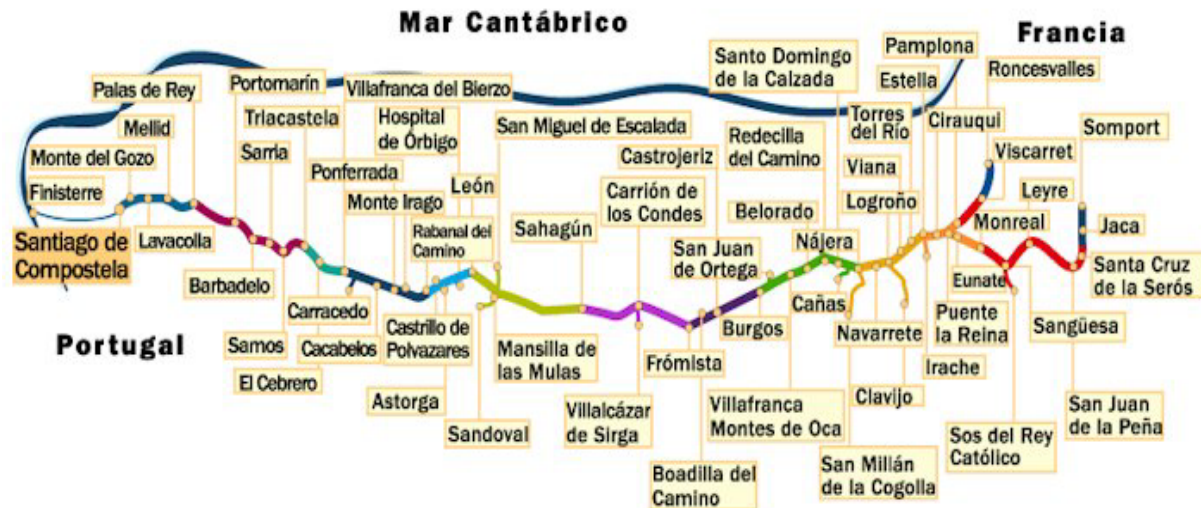 Mar Cantábrico
Francia
Portugal
Santo Domingo
de la Calzada
Pamplona
Roncesvalles
Estella
Palas de Rey
Portomarín
Villafranca del Bierzo
Torres
del Río
Cirauqui
Somport
Mellid
Triacastela
Hospital
de Órbigo
San Miguel de Escalada
Redecilla
del Camino
Viscarret
Monte del Gozo
Sarria
Ponferrada
Castrojeriz
Viana
Leyre
Finisterre
Monte Irago
León
Carrión de
los Condes
Belorado
Logroño
Monreal
Jaca
Santiago de
Compostela
Lavacolla
Rabanal del
Camino
Sahagún
San Juan
de Ortega
Nájera
Santa Cruz
de la Serós
Barbadelo
Eunate
Carracedo
Cañas
Puente
la Reina
Samos
Cacabelos
Castrillo de
Polvazares
Burgos
Navarrete
Sangüesa
Mansilla de
las Mulas
Frómista
Irache
El Cebrero
Astorga
Clavijo
Sandoval
Villalcázar
de Sirga
Villafranca
Montes de Oca
San Juan
de la Peña
Sos del Rey
Católico
Boadilla del
Camino
San Millán
de la Cogolla